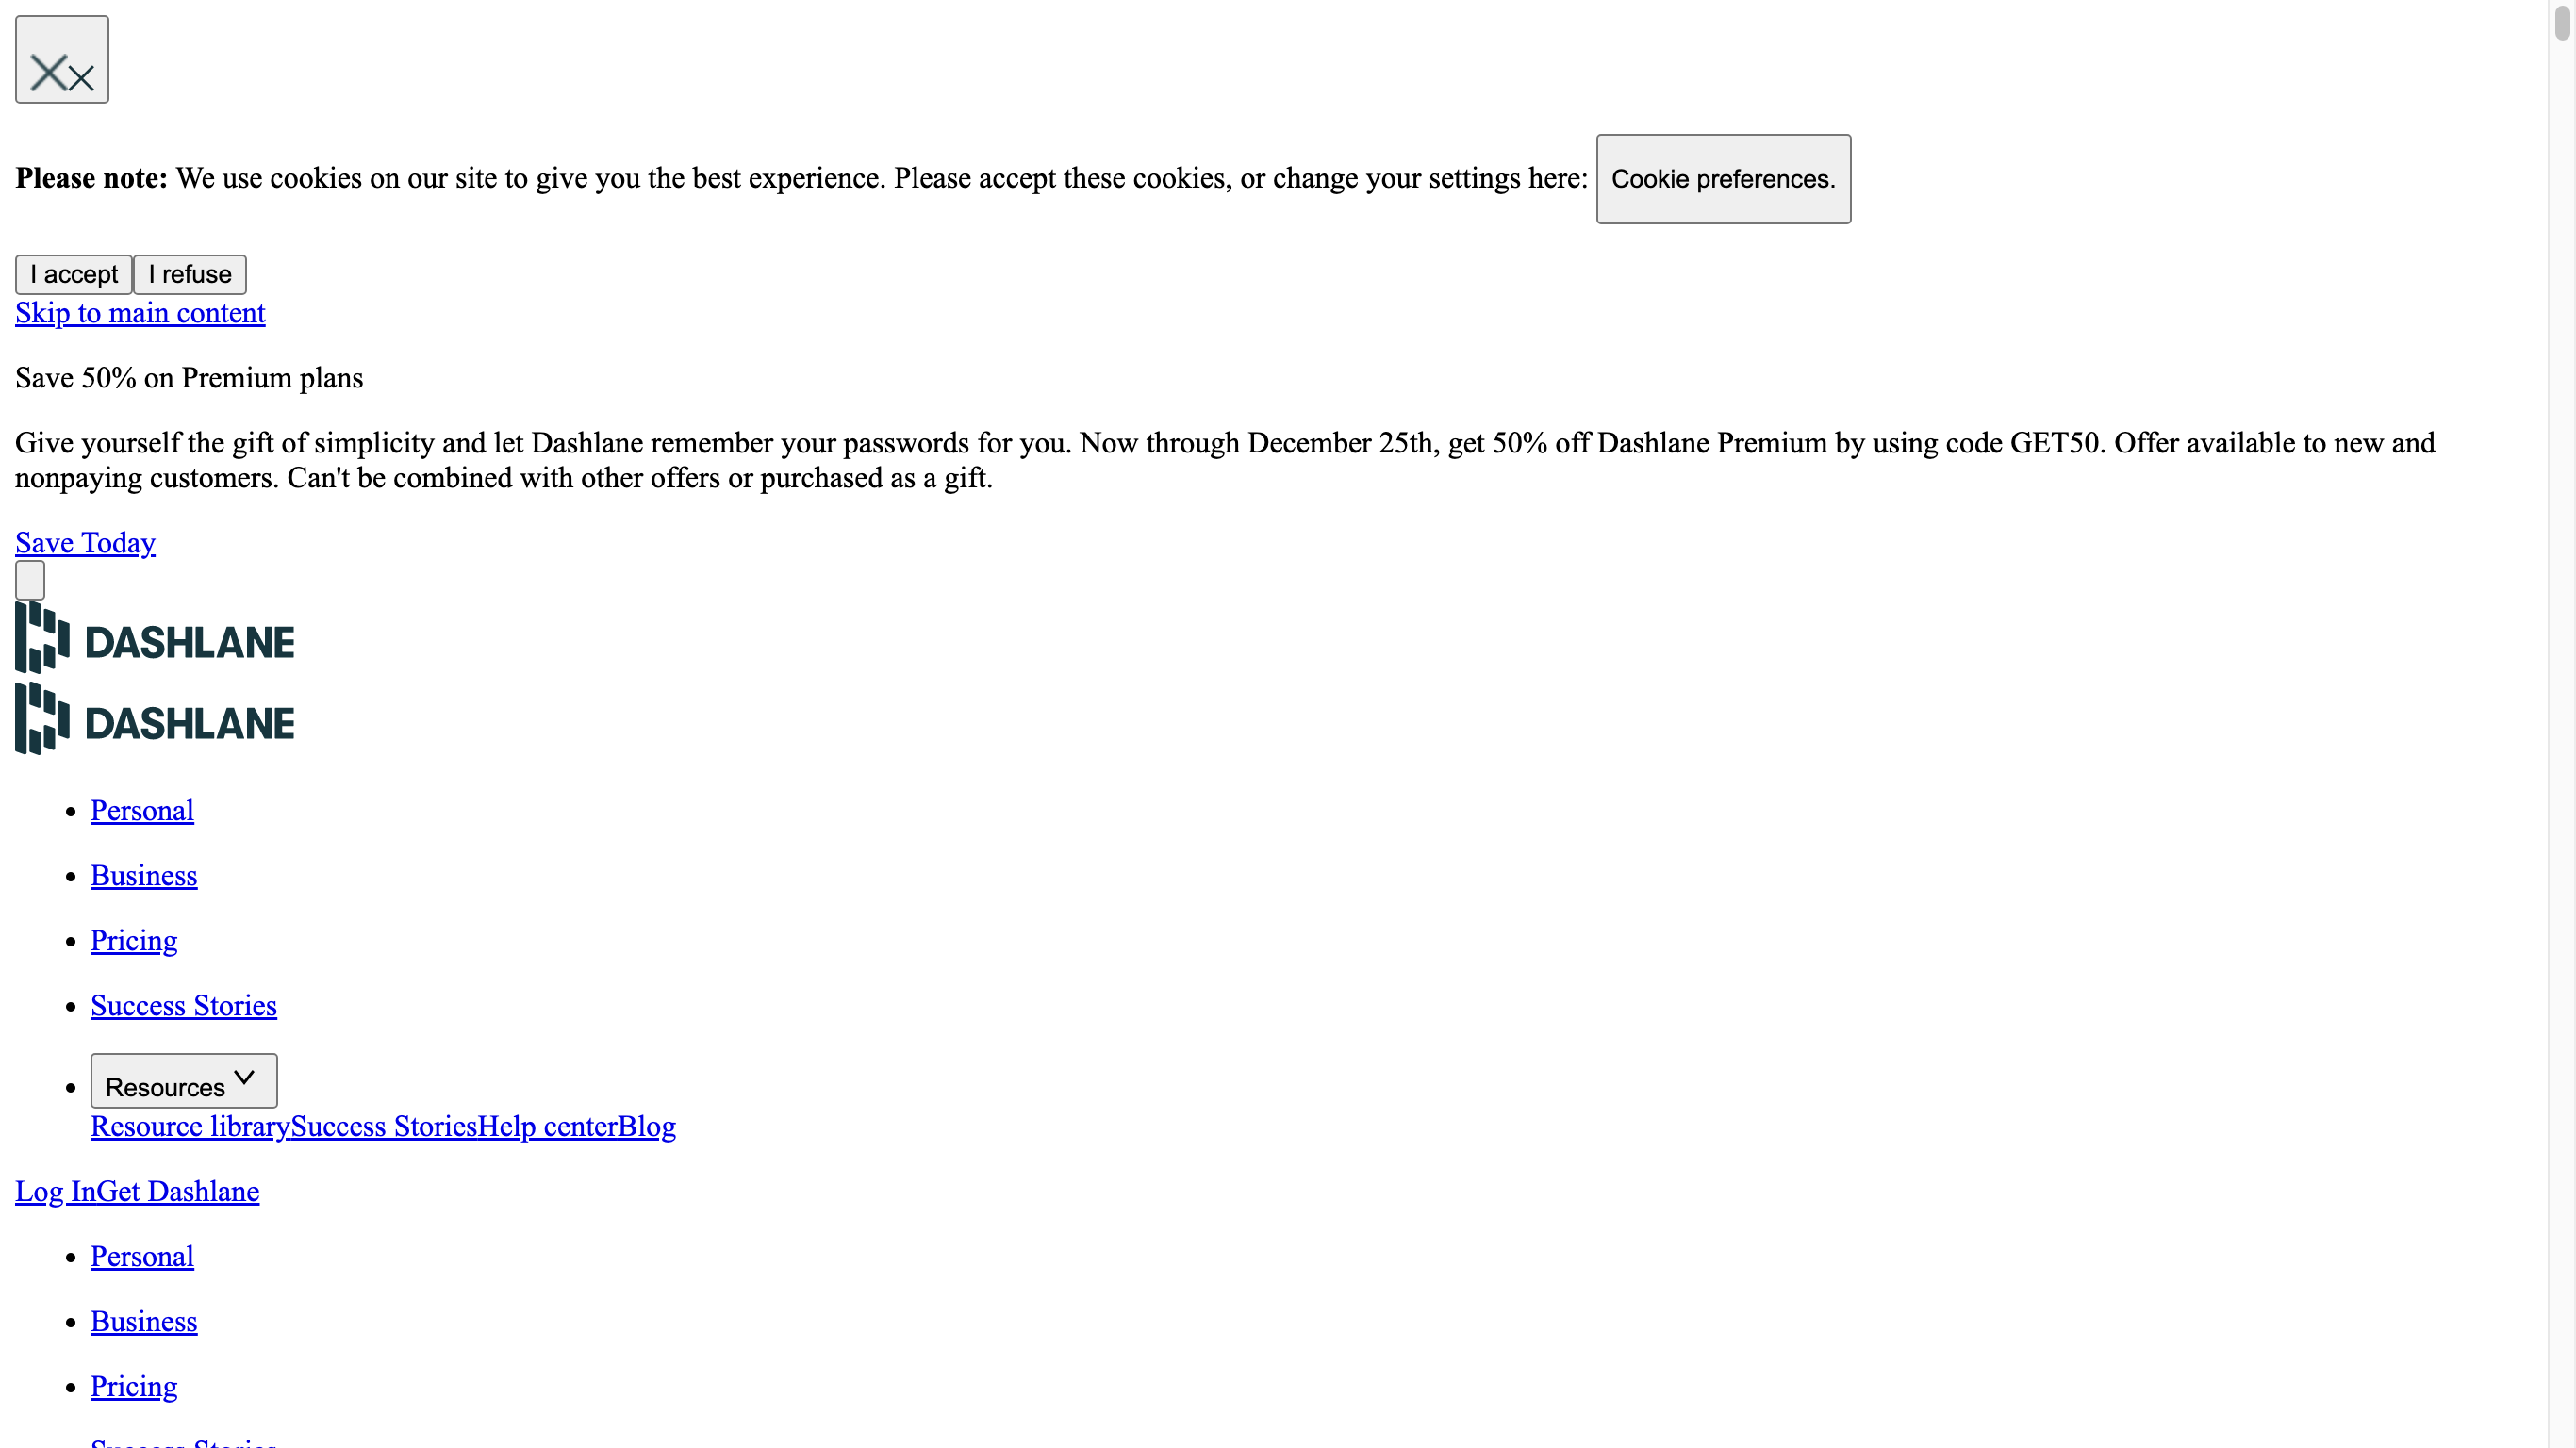 Please note: We use cookies on our site to give you the best experience. Please accept these cookies, or change your settings here: Cookie preferences.
I accept I refuse
Skip to main content
Save 50% on Premium plans
Give yourself the gift of simplicity and let Dashlane remember your passwords for you. Now through December 25th, get 50% off Dashlane Premium by using code GET50. Offer available to new and
nonpaying customers. Can't be combined with other offers or purchased as a gift.
Save Today
DASHLANE
DASHLANE
Personal
Business
Pricing
Success Stories
Resources
Resource librarySuccess StoriesHelp centerBlog
Log InGet Dashlane
Personal
Business
Pricing
Success Stories